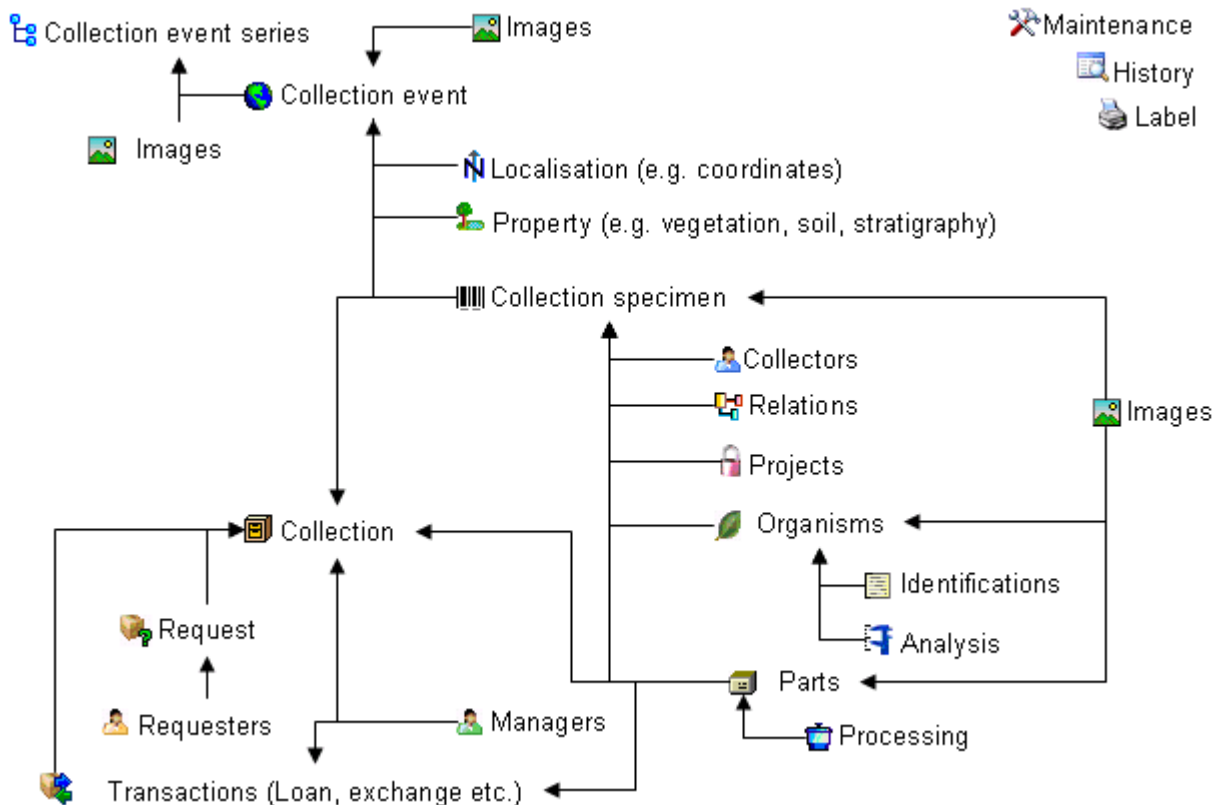 Collection event series
Images
Maintenance
History
Collection event
Label
Images
Localisation (e.g. coordinates)
Property (e.g. vegetation, soil, stratigraphy)
Collection specimen
Collectors
Relations
Images
Projects
Organisms
Collection
Identifications
Request
Analysis
Parts
Requesters
Managers
Processing
Transactions (Loan, exchange etc.)